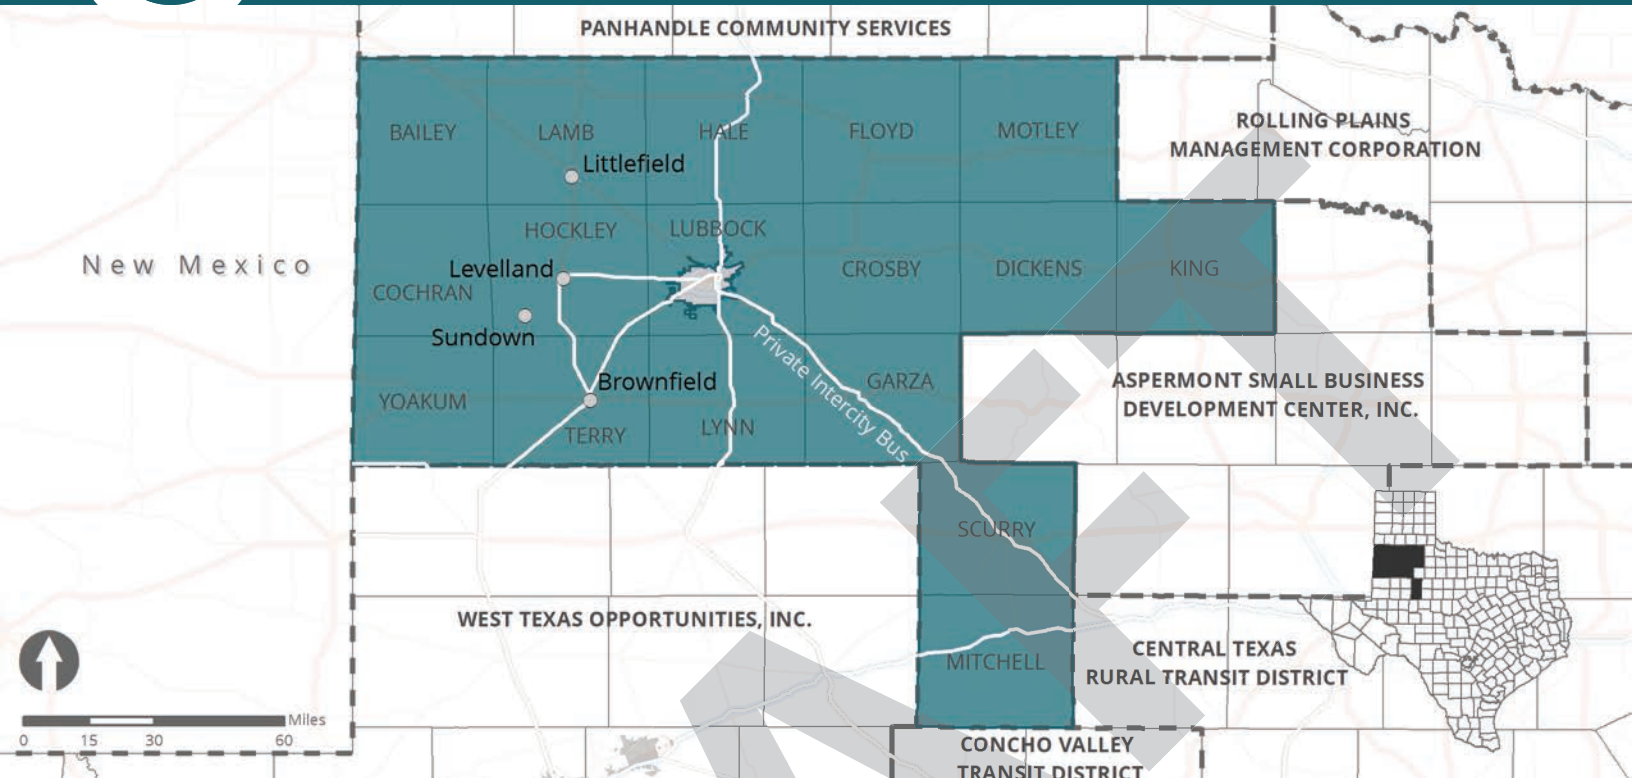 PANHANDLE COMMUNITY SERVICES
ROLLING PLAINS
MANAGEMENT CORPORATION
BAILEY
LAMB
HALE
FLOYD
MOTLEY
Littlefield
HOCKLEY
LUBBOCK
New Mexico
Levelland
COCHRAN
CROSBY
DICKENS
KING
Sundown
Private Intercity Bus
Brownfield
GARZA
YOAKUM
TERRY
LYNN
ASPERMONT SMALL BUSINESS
DEVELOPMENT CENTER, INC.
SCURRY
WEST TEXAS OPPORTUNITIES, INC.
MITCHELL
CENTRAL TEXAS
RURAL TRANSIT DISTRICT
Miles
0 15 30 60
CONCHO VALLEY
TRANSIT DISTRICT